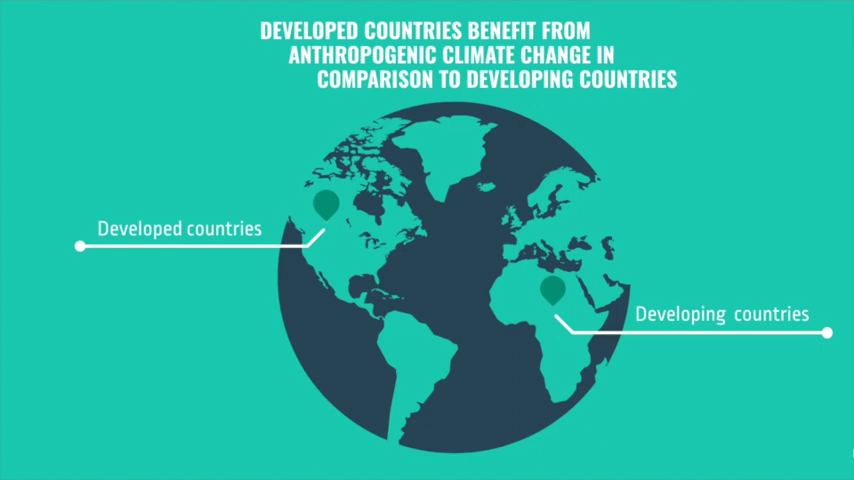 DEVELOPED COUNTRIES BENEFIT FROM
ANTHROPOGENIC CLIMATE CHANGE IN
COMPARISON TO DEVELOPING COUNTRIES
Developed countries
Developing countries